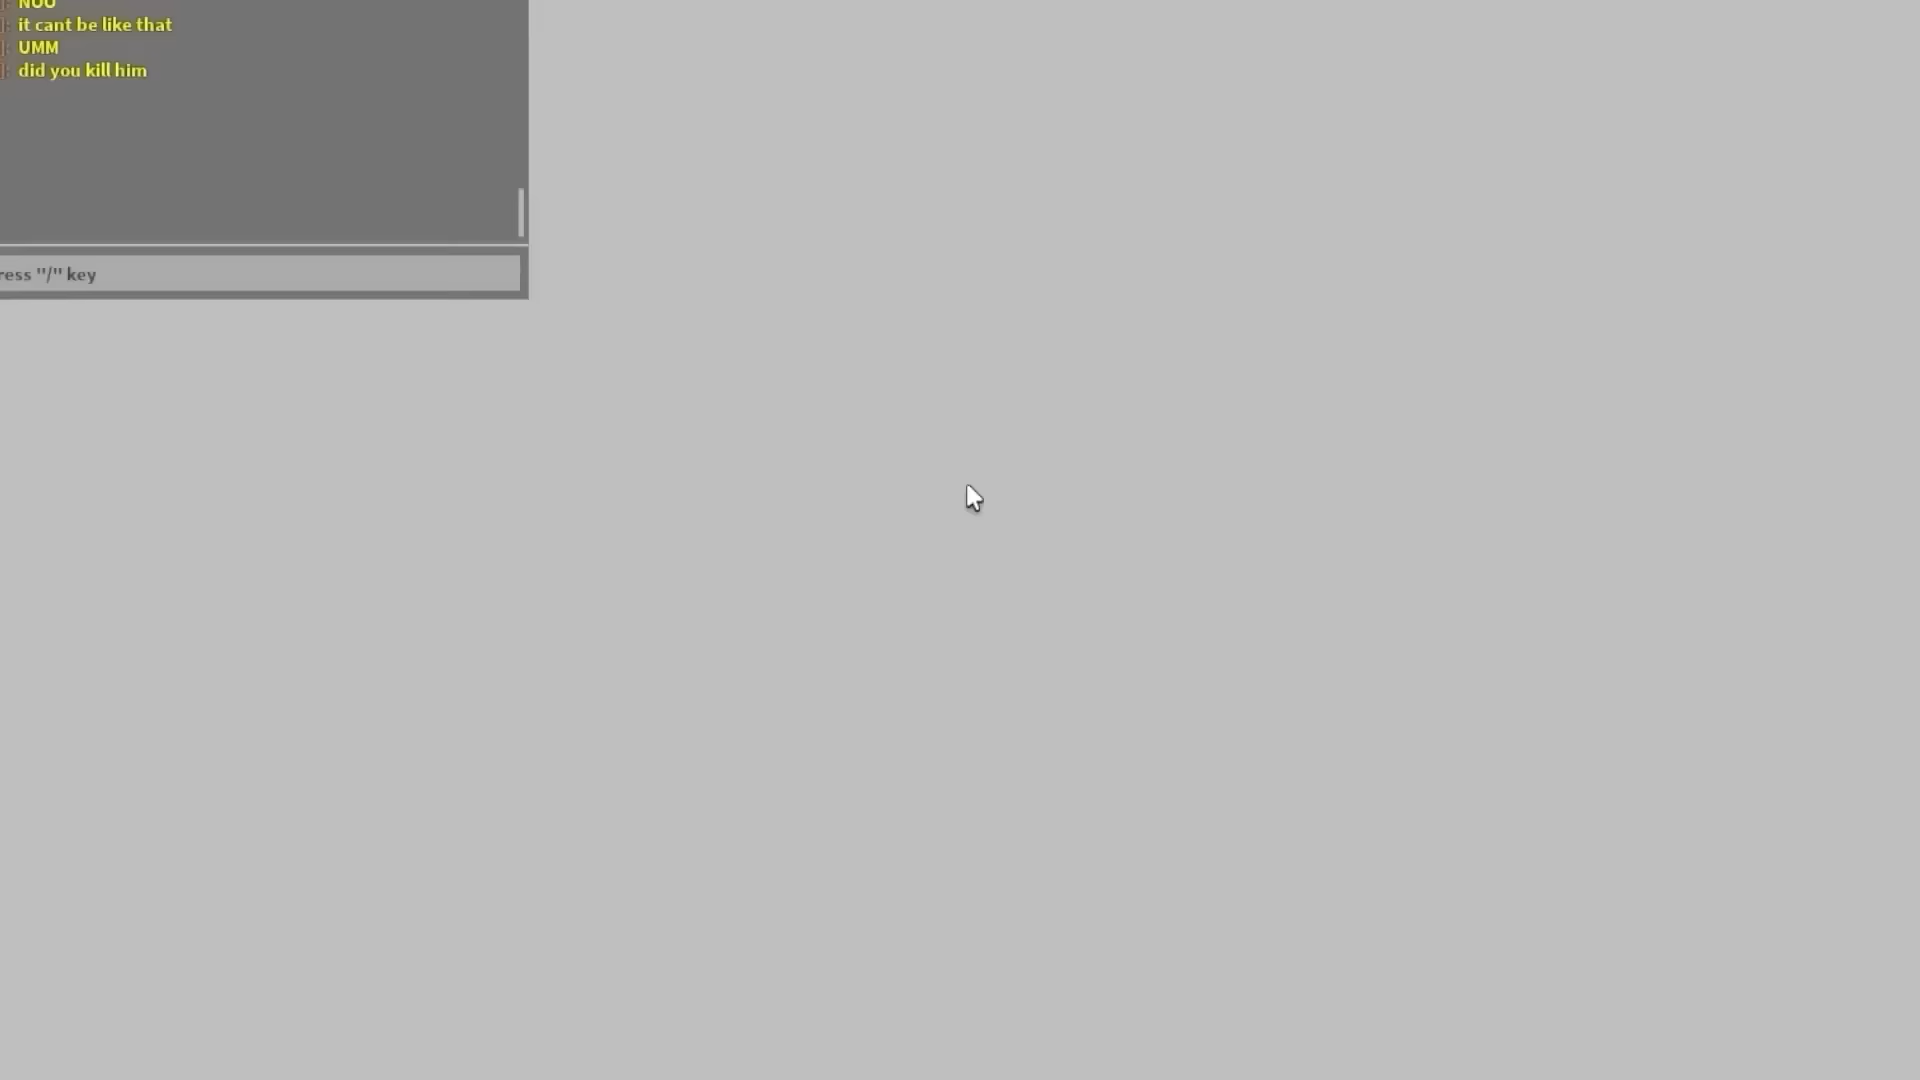 NOO
it cant be like that
UMM
did you kill him
ress "/" key